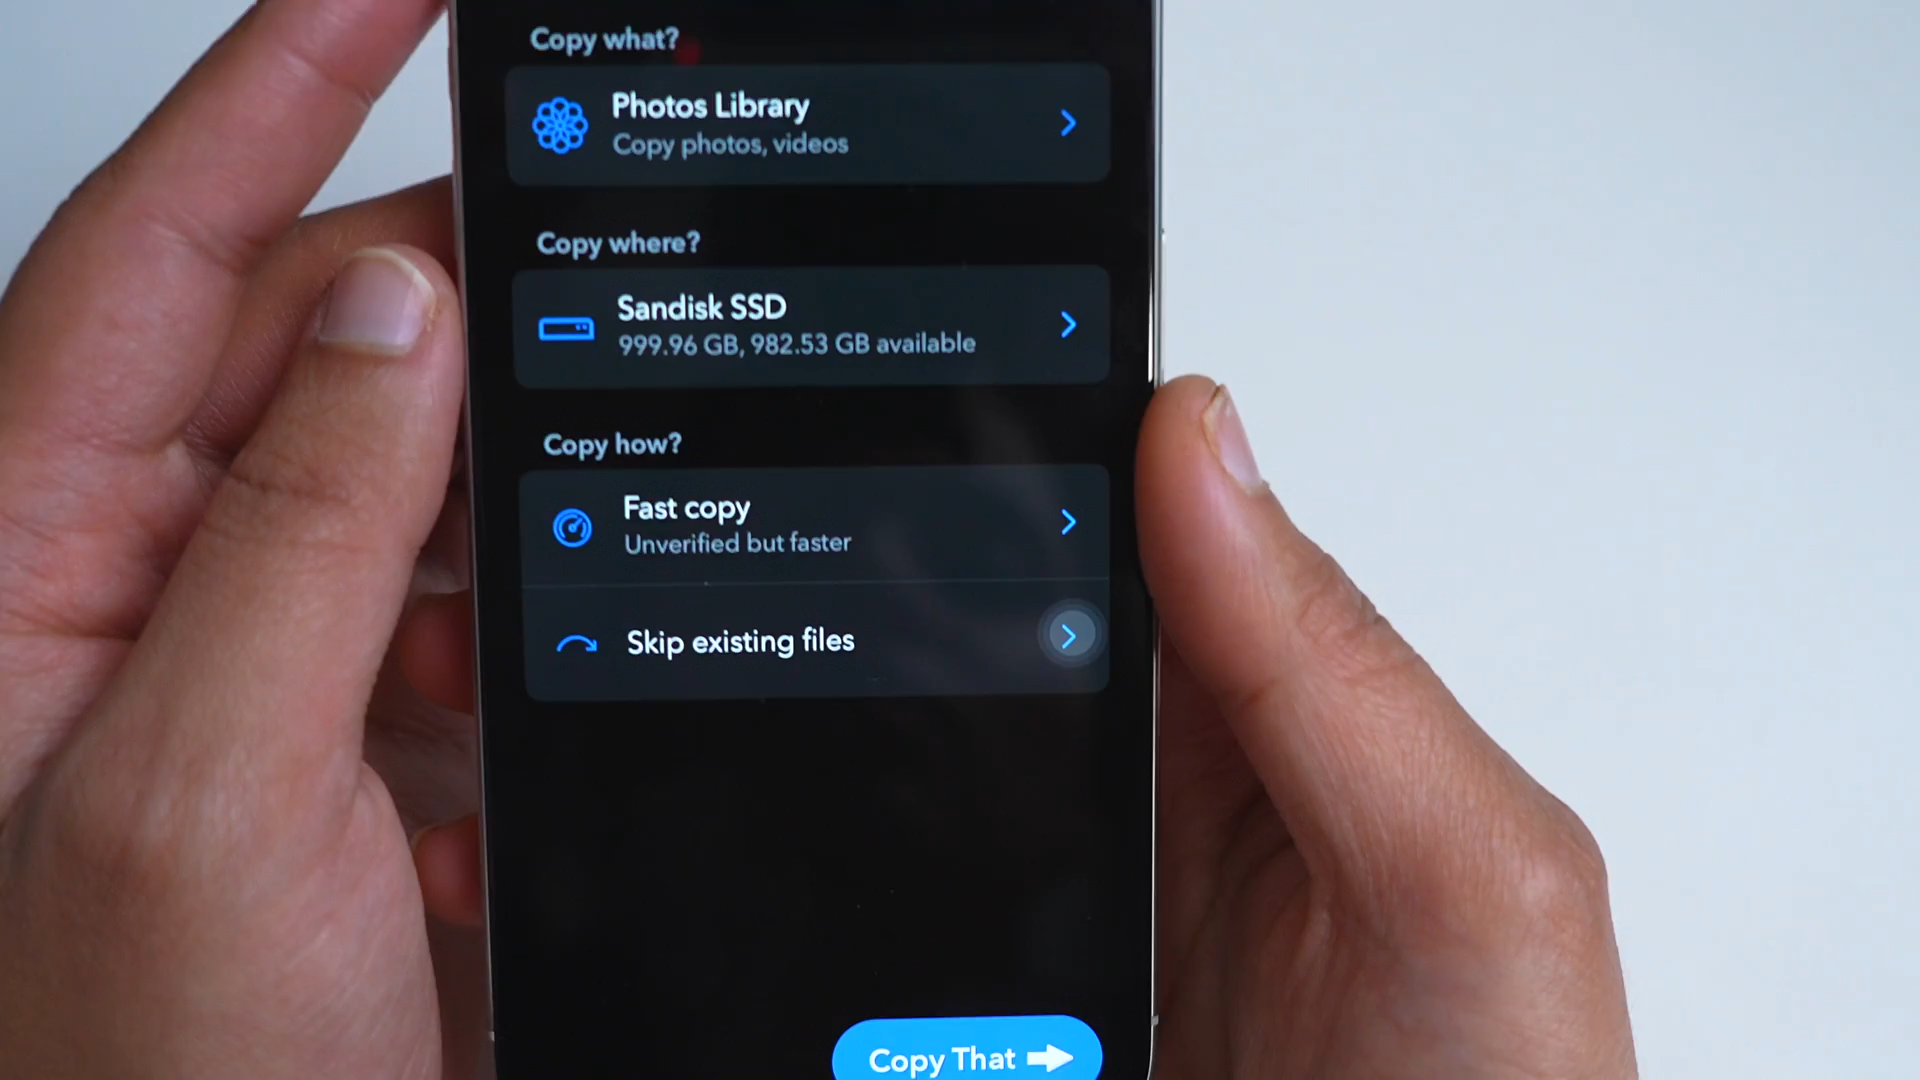 Copy what?
Photos Library
Copy photos, videos
Copy where?
Sandisk SSD
999.96 GB, 982.53 GB available
Copy how?
Fast copy
Unverified but faster
Skip existing files
Copy That